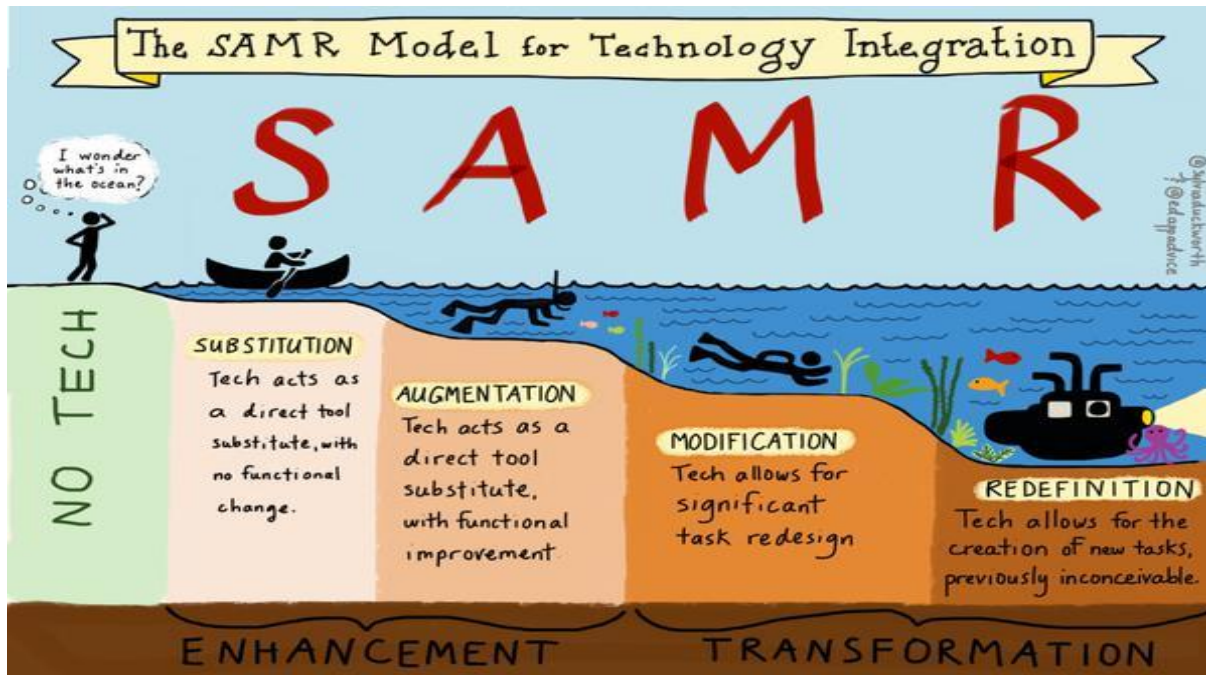 The SAMR Model for Technology Integration
S A M R
I wonder
what's in
the ocean?
@sylviaduckworth
& @edappadvice
NO TECH
SUBSTITUTION
Tech acts as
a direct tool
substitute, with
no functional
change.
AUGMENTATION
Tech acts as a
direct tool
substitute,
with functional
improvement
MODIFICATION
Tech allows for
significant
task redesign
REDEFINITION
Tech allows for the
creation of new tasks,
previously inconceivable.
ENHANCEMENT
TRANSFORMATION